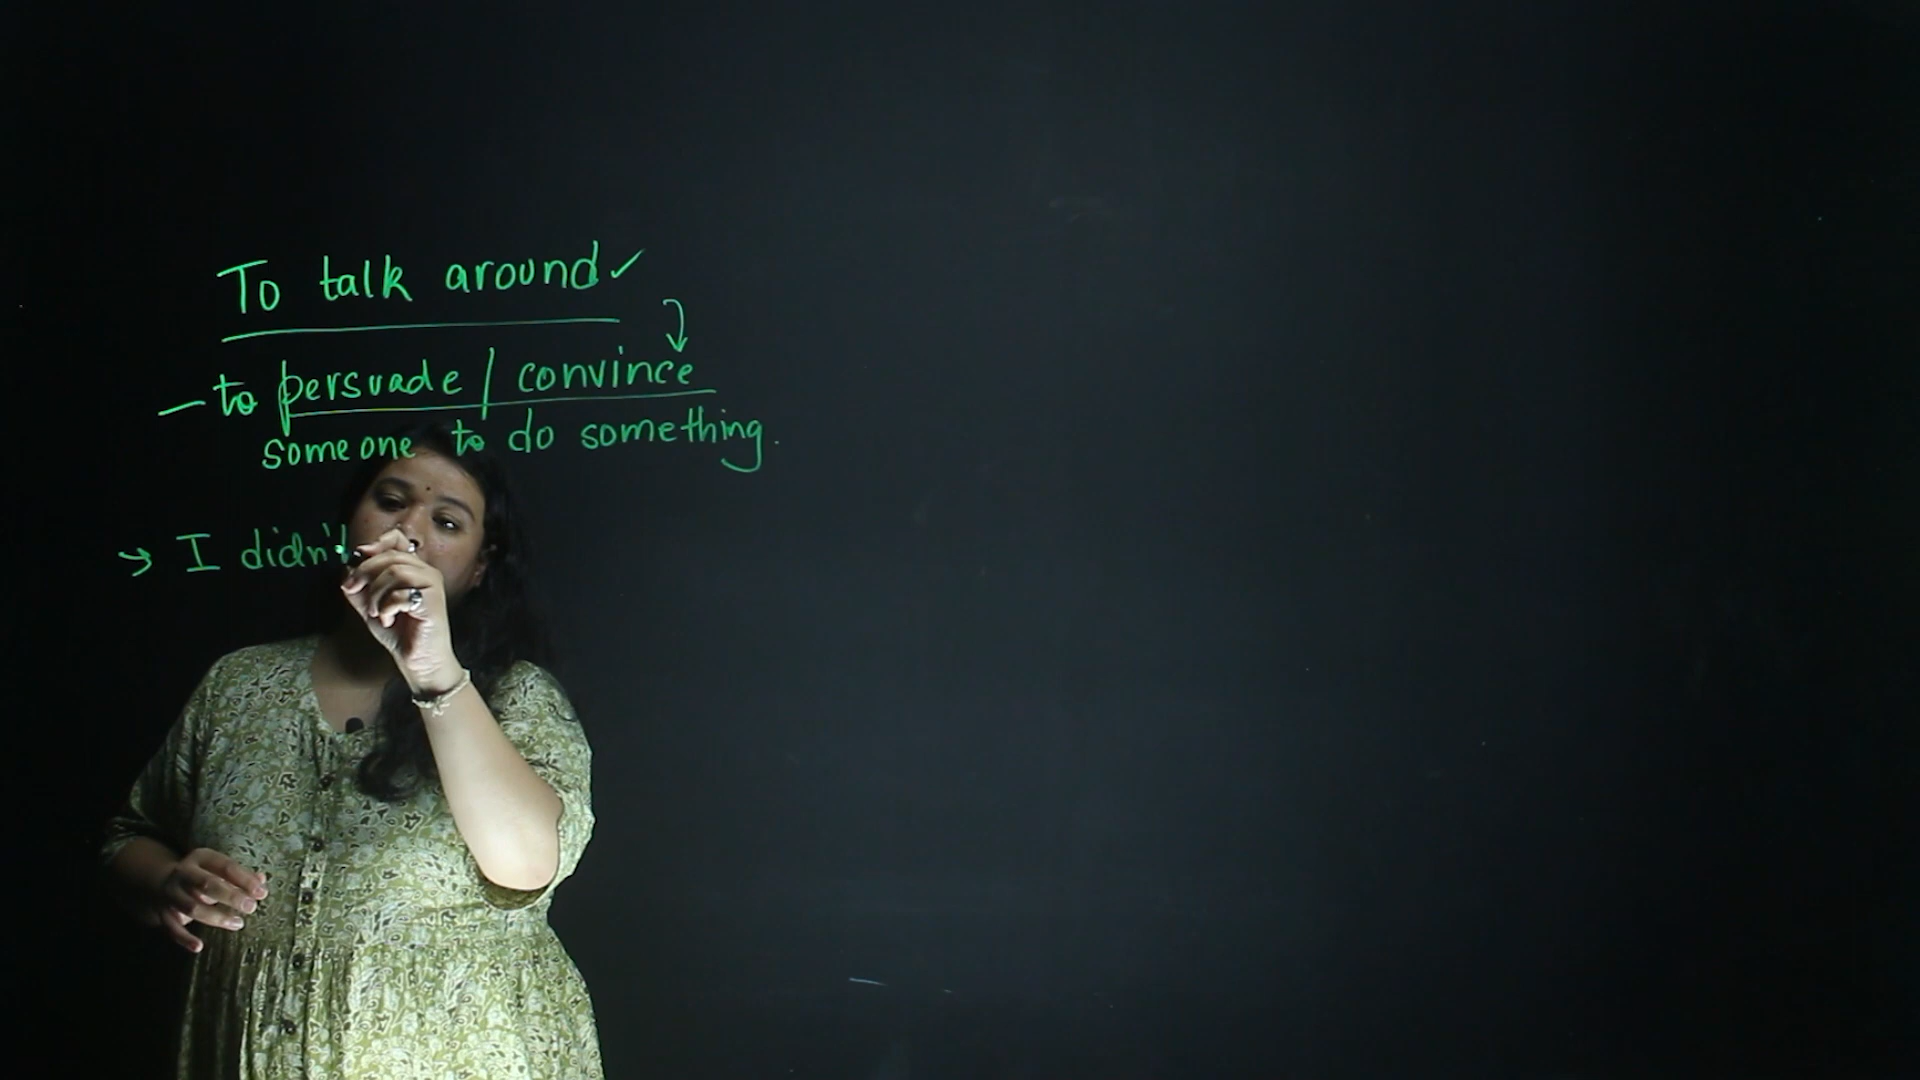 To talk around ✓
— to persuade / convince
someone to do something.
→ I didn't